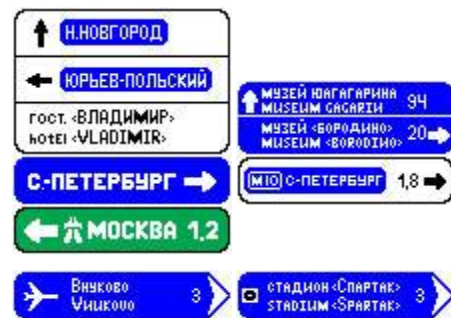 Н.НОВГОРОД
ЮРЬЕВ-ПОЛЬСКИЙ
гост. «ВЛАДИМИР»
hotEl «VLADIMIR»
С.-ПЕТЕРБУРГ
МОСКВА 1,2
МУЗЕЙ ЮАГАГАРИНА 94
MUSEUM GAGARIN
МУЗЕЙ «БОРОДИНО» 20
MUSEUM «BORODINO»
М10 С-ПЕТЕРБУРГ 1,8
Внуково 3
Vnukovo
СТАДИОН «СПАРТАК» 3
STADIUM «SPARTAK»